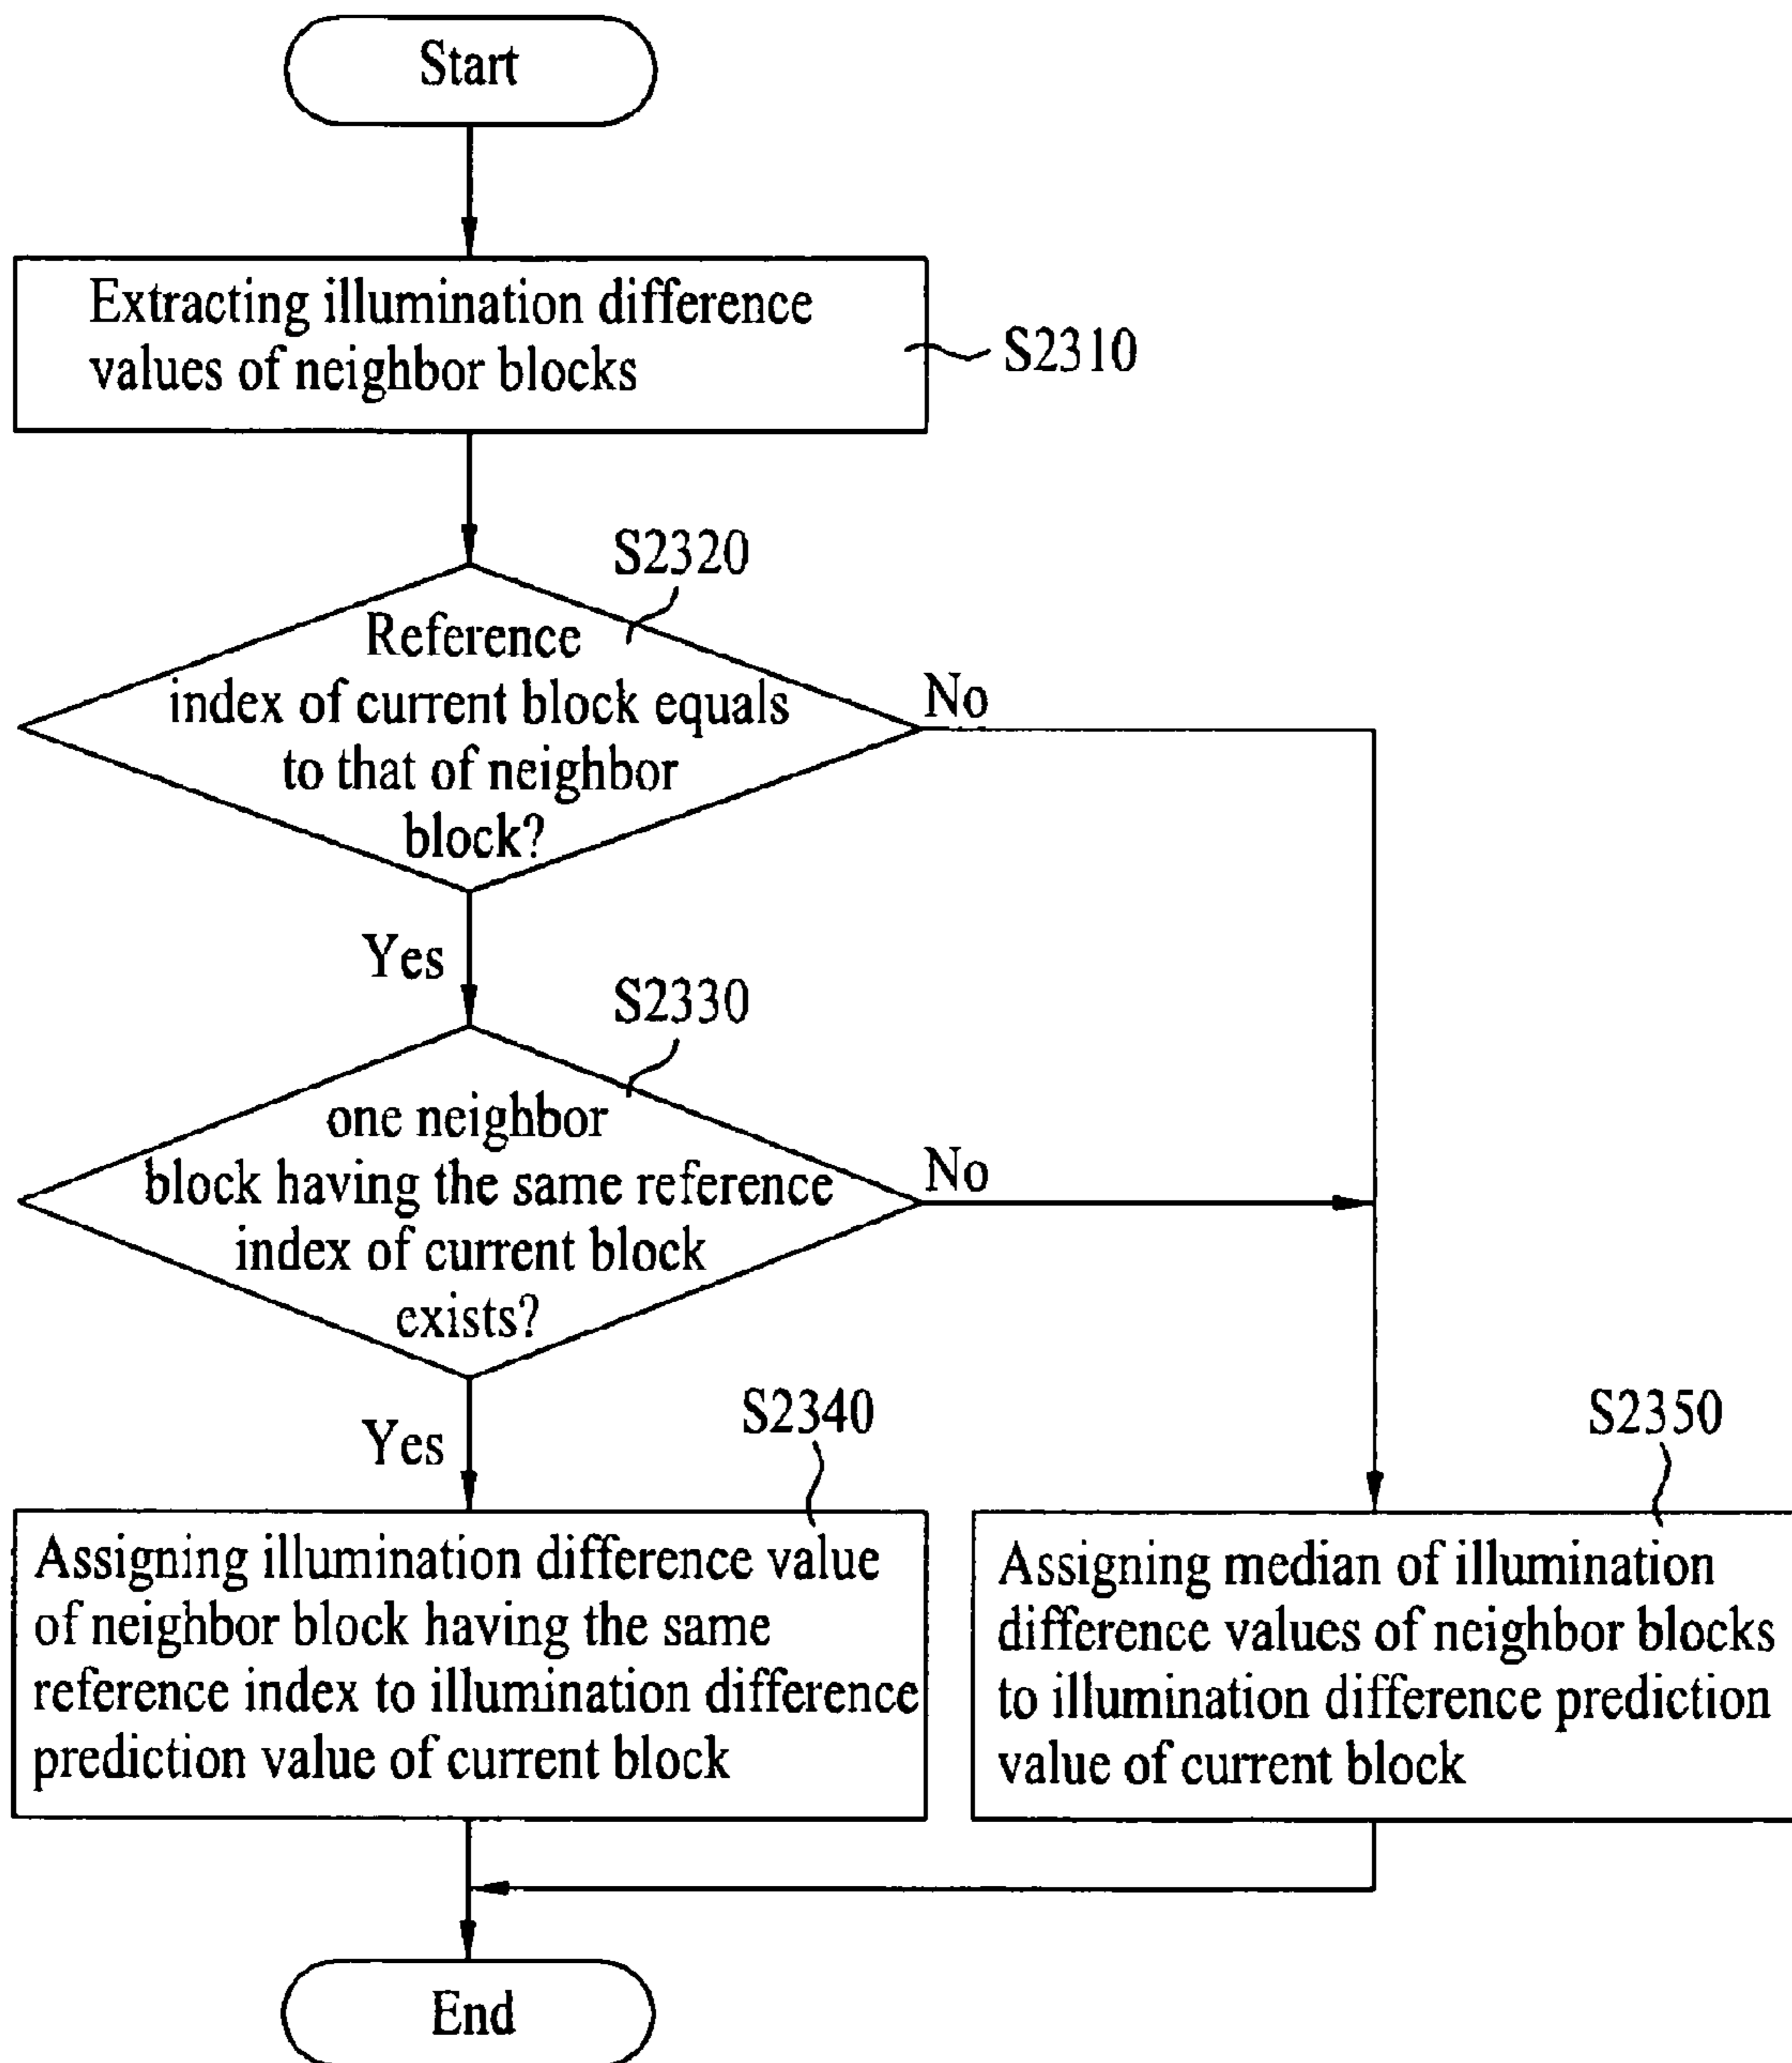 Start
Extracting illumination difference
values of neighbor blocks
S2310
S2320
Reference
index of current block equals
to that of neighbor
block?
No
Yes
S2330
one neighbor
block having the same reference
index of current block
exists?
No
Yes
S2340
Assigning illumination difference value
of neighbor block having the same
reference index to illumination difference
prediction value of current block
S2350
Assigning median of illumination
difference values of neighbor blocks
to illumination difference prediction
value of current block
End